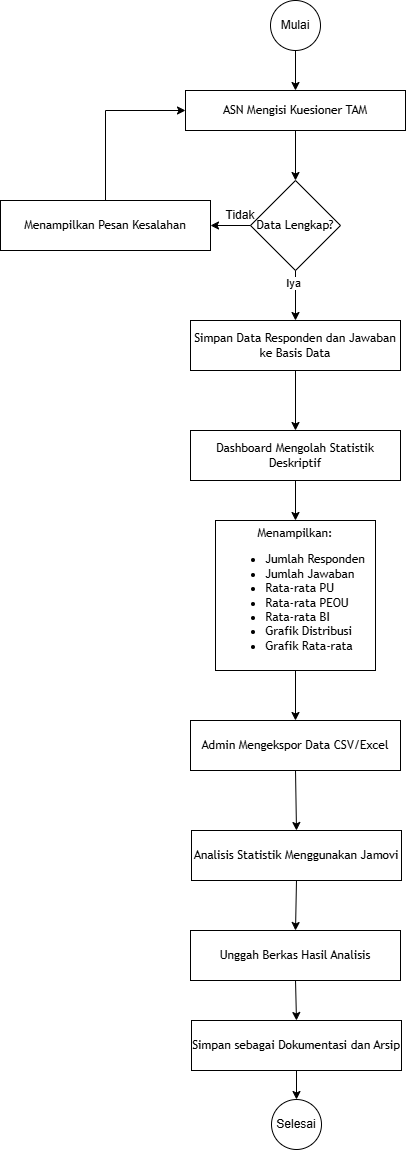 Mulai
ASN Mengisi Kuesioner TAM
Tidak
Data Lengkap?
Menampilkan Pesan Kesalahan
Iya
Simpan Data Responden dan Jawaban
ke Basis Data
Dashboard Mengolah Statistik
Deskriptif
Menampilkan:
• Jumlah Responden
• Jumlah Jawaban
• Rata-rata PU
• Rata-rata PEOU
• Rata-rata BI
• Grafik Distribusi
• Grafik Rata-rata
Admin Mengekspor Data CSV/Excel
Analisis Statistik Menggunakan Jamovi
Unggah Berkas Hasil Analisis
Simpan sebagai Dokumentasi dan Arsip
Selesai